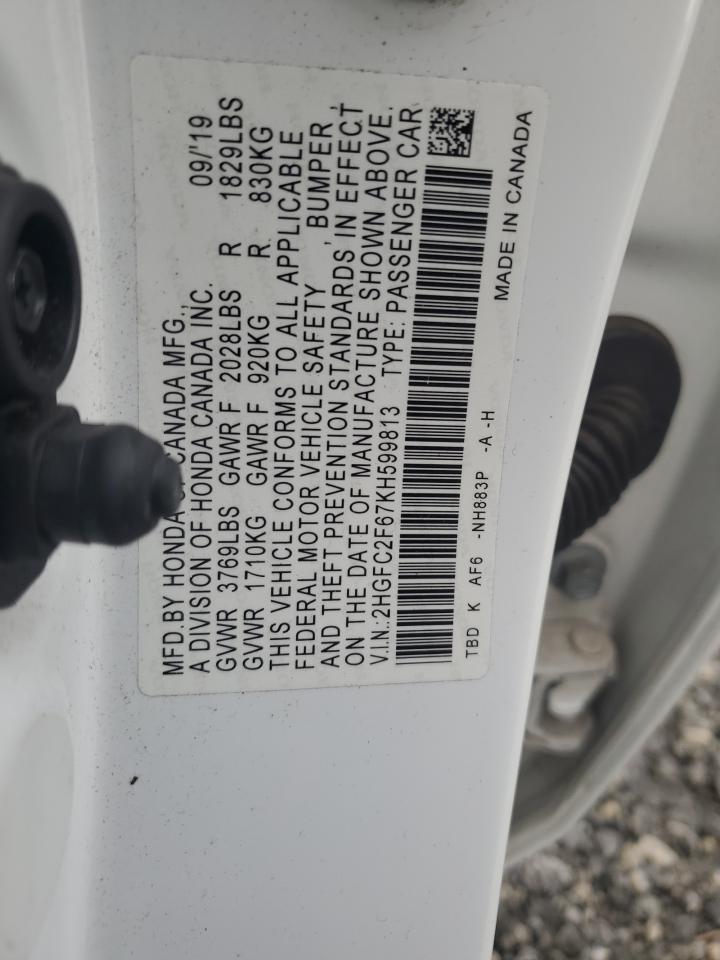 MFD.BY HONDA CANADA MFG.,
A DIVISION OF HONDA CANADA INC. 09/'19
GVWR 3769LBS GAWR F 2028LBS R 1829LBS
GVWR 1710KG GAWR F 920KG R 830KG
THIS VEHICLE CONFORMS TO ALL APPLICABLE
FEDERAL MOTOR VEHICLE SAFETY , BUMPER ,
AND THEFT PREVENTION STANDARDS IN EFFECT
ON THE DATE OF MANUFACTURE SHOWN ABOVE.
V.I.N.:2HGFC2F67KH599813 TYPE: PASSENGER CAR
TBD K AF6 -NH883P -A -H MADE IN CANADA